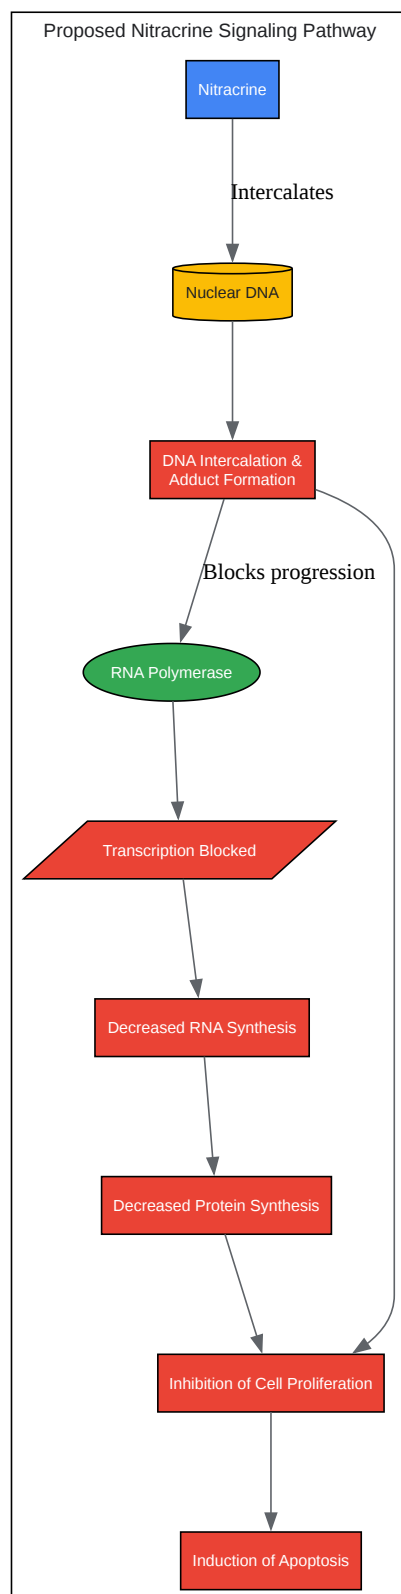 Proposed Nitracrine Signaling Pathway
Nitracrine
Intercalates
Nuclear DNA
DNA Intercalation &
Adduct Formation
Blocks progression
RNA Polymerase
Transcription Blocked
Decreased RNA Synthesis
Decreased Protein Synthesis
Inhibition of Cell Proliferation
Induction of Apoptosis